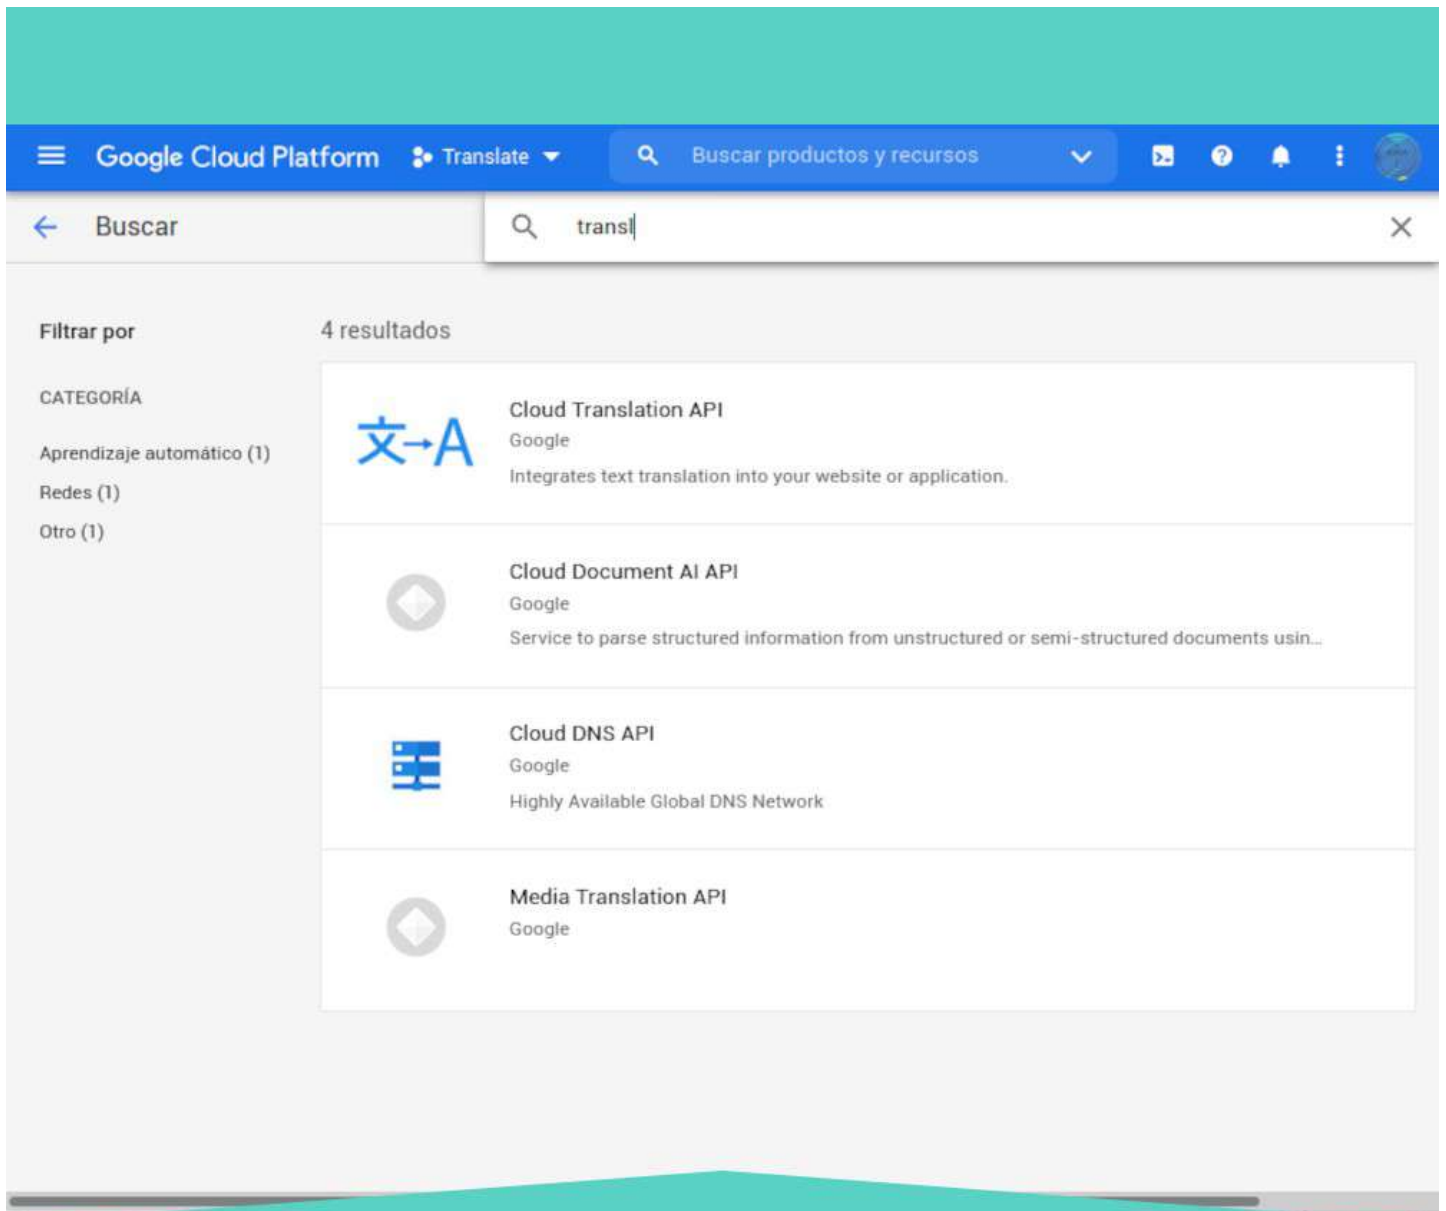 Google Cloud Platform Translate Buscar productos y recursos
Buscar transl
Filtrar por
CATEGORÍA
Aprendizaje automático (1)
Redes (1)
Otro (1)
4 resultados
文→A
Cloud Translation API
Google
Integrates text translation into your website or application.
Cloud Document AI API
Google
Service to parse structured information from unstructured or semi-structured documents usin...
Cloud DNS API
Google
Highly Available Global DNS Network
Media Translation API
Google